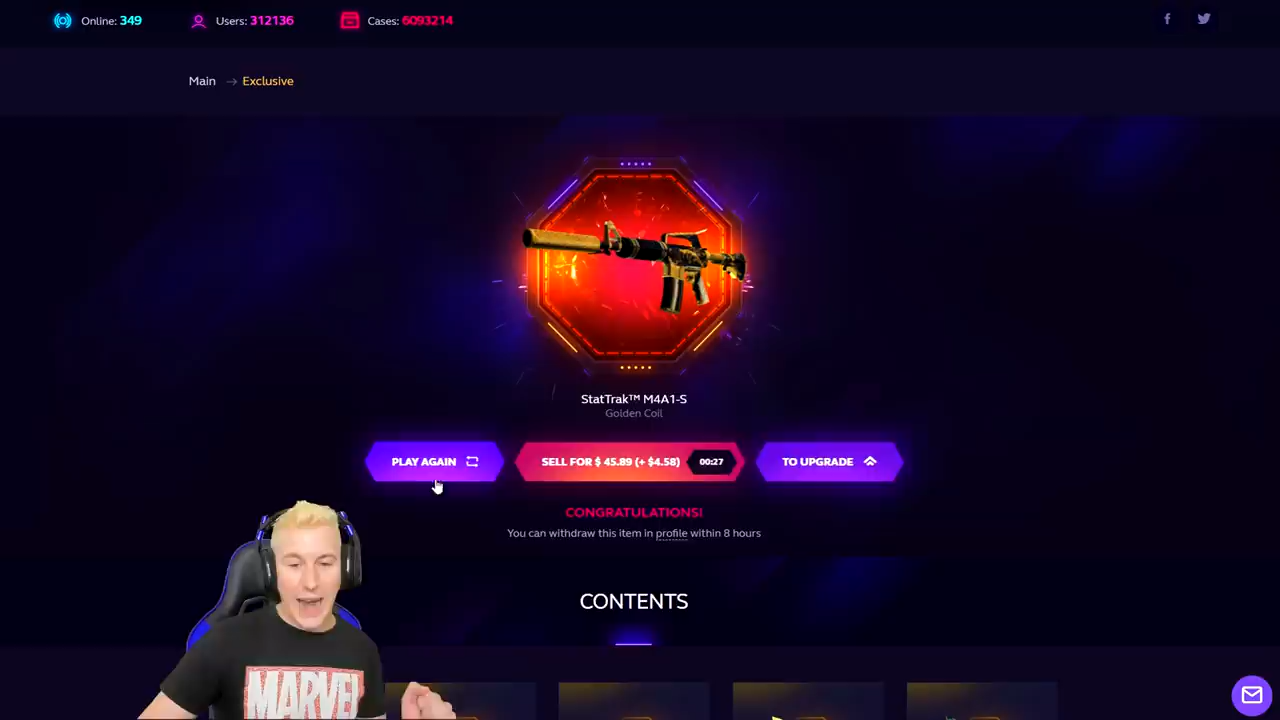 Online: 349
Users: 312136
Cases: 6093214
Main → Exclusive
StatTrak™ M4A1-S
Golden Coil
PLAY AGAIN
SELL FOR $ 45.89 (+ $4.58)
00:27
TO UPGRADE
CONGRATULATIONS!
You can withdraw this item in profile within 8 hours
CONTENTS
MARVEL